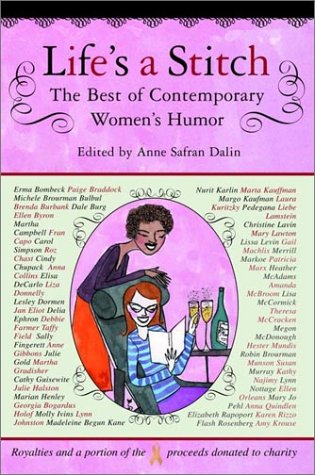 Life's a Stitch
The Best of Contemporary
Women's Humor
Edited by Anne Safran Dalin
Erma Bombeck Paige Braddock
Michele Brourman Bulbul
Brenda Burbank Dale Burg
Ellen Byron
Martha
Campbell Fran
Capo Carol
Simpson Roz
Chast Cindy
Chupack Anna
Collins Elisa
DeCarlo Liza
Donnelly
Lesley Dormen
Jan Eliot Delia
Ephron Debbie
Farmer Taffy
Field Sally
Fingerett Anne
Gibbons Julie
Gold Martha
Gradisher
Cathy Guisewite
Julie Halston
Marian Henley
Georgia Bogardus
Holof Molly Ivins Lynn
Johnston Madeleine Begun Kane
Nurit Karlin Marta Kauffman
Margo Kaufman Laura
Kuritzky Pedegana Liebe
Lamstein
Christine Lavin
Mary Lawton
Lissa Levin Gail
Machlis Merrill
Markoe Patricia
Marx Heather
McAdams
Amanda
McBroom Lisa
McCormick
Theresa
McCracken
Megon
McDonough
Hester Mundis
Robin Brourman
Munson Susan
Murray Kathy
Najimy Lynn
Nottage Ellen
Orleans Mary Jo
Pehl Anna Quindlen
Elizabeth Rapoport Karen Rizzo
Flash Rosenberg Amy Krouse
Royalties and a portion of the proceeds donated to charity